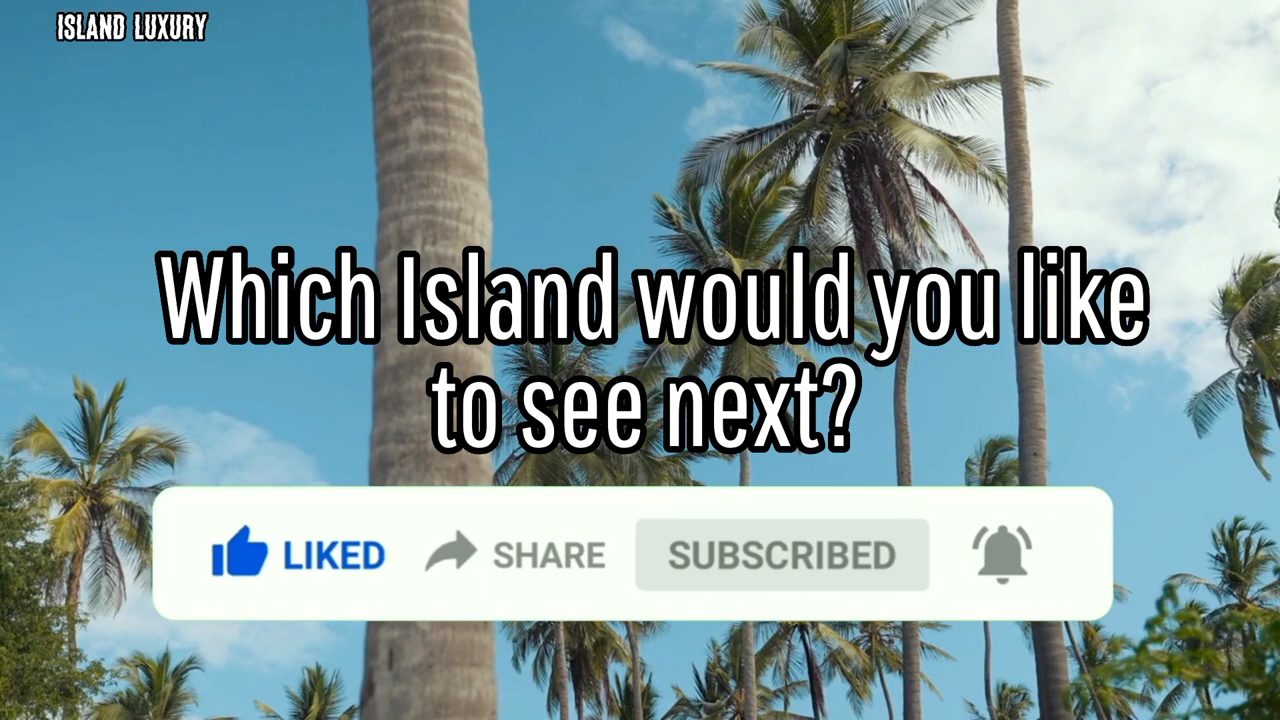 ISLAND LUXURY
Which Island would you like
to see next?
LIKED SHARE SUBSCRIBED